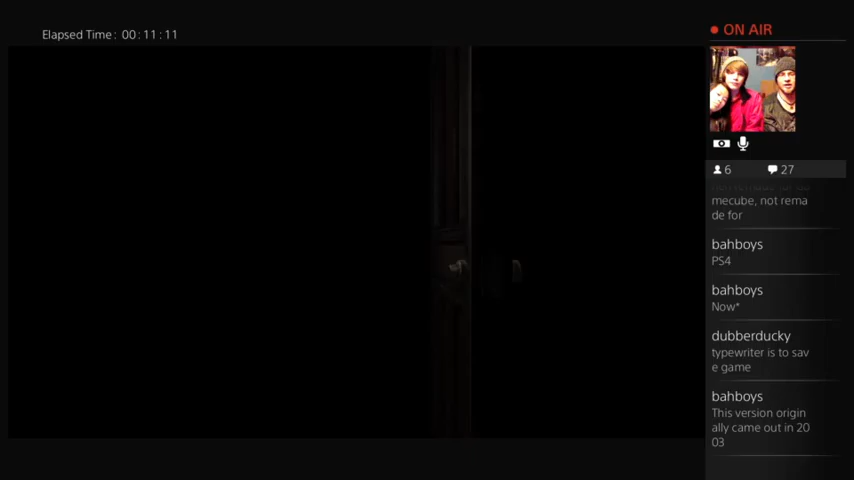 Elapsed Time: 00:11:11
ON AIR
6
27
mecube, not rema
de for
bahboys
PS4
bahboys
Now*
dubberducky
typewriter is to sav
e game
bahboys
This version origin
ally came out in 20
03